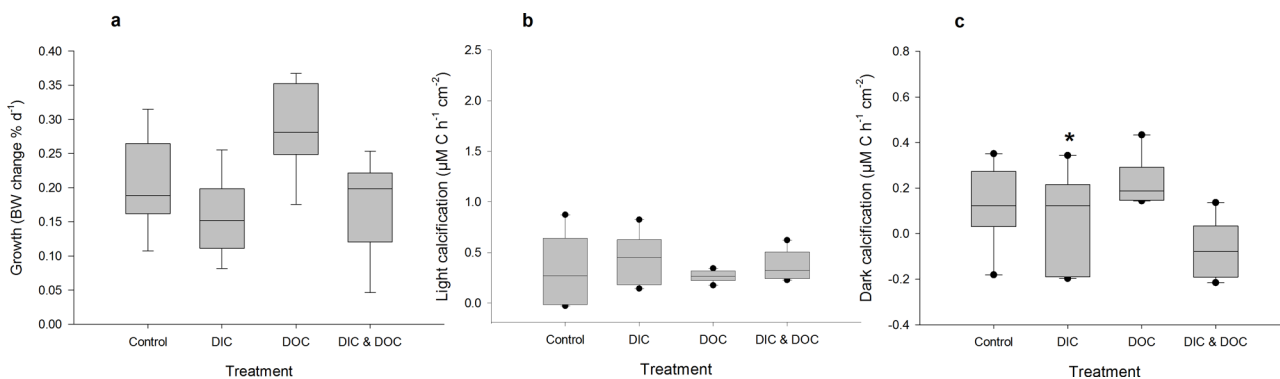 a
Growth (BW change % d⁻¹)
0.40
0.35
0.30
0.25
0.20
0.15
0.10
0.05
0.00
Control DIC DOC DIC & DOC
Treatment
b
Light calcification (µM C h⁻¹ cm⁻²)
2.5
2.0
1.5
1.0
0.5
0.0
Control DIC DOC DIC & DOC
Treatment
c
Dark calcification (µM C h⁻¹ cm⁻²)
0.8
0.6
0.4
0.2
0.0
-0.2
-0.4
*
Control DIC DOC DIC & DOC
Treatment